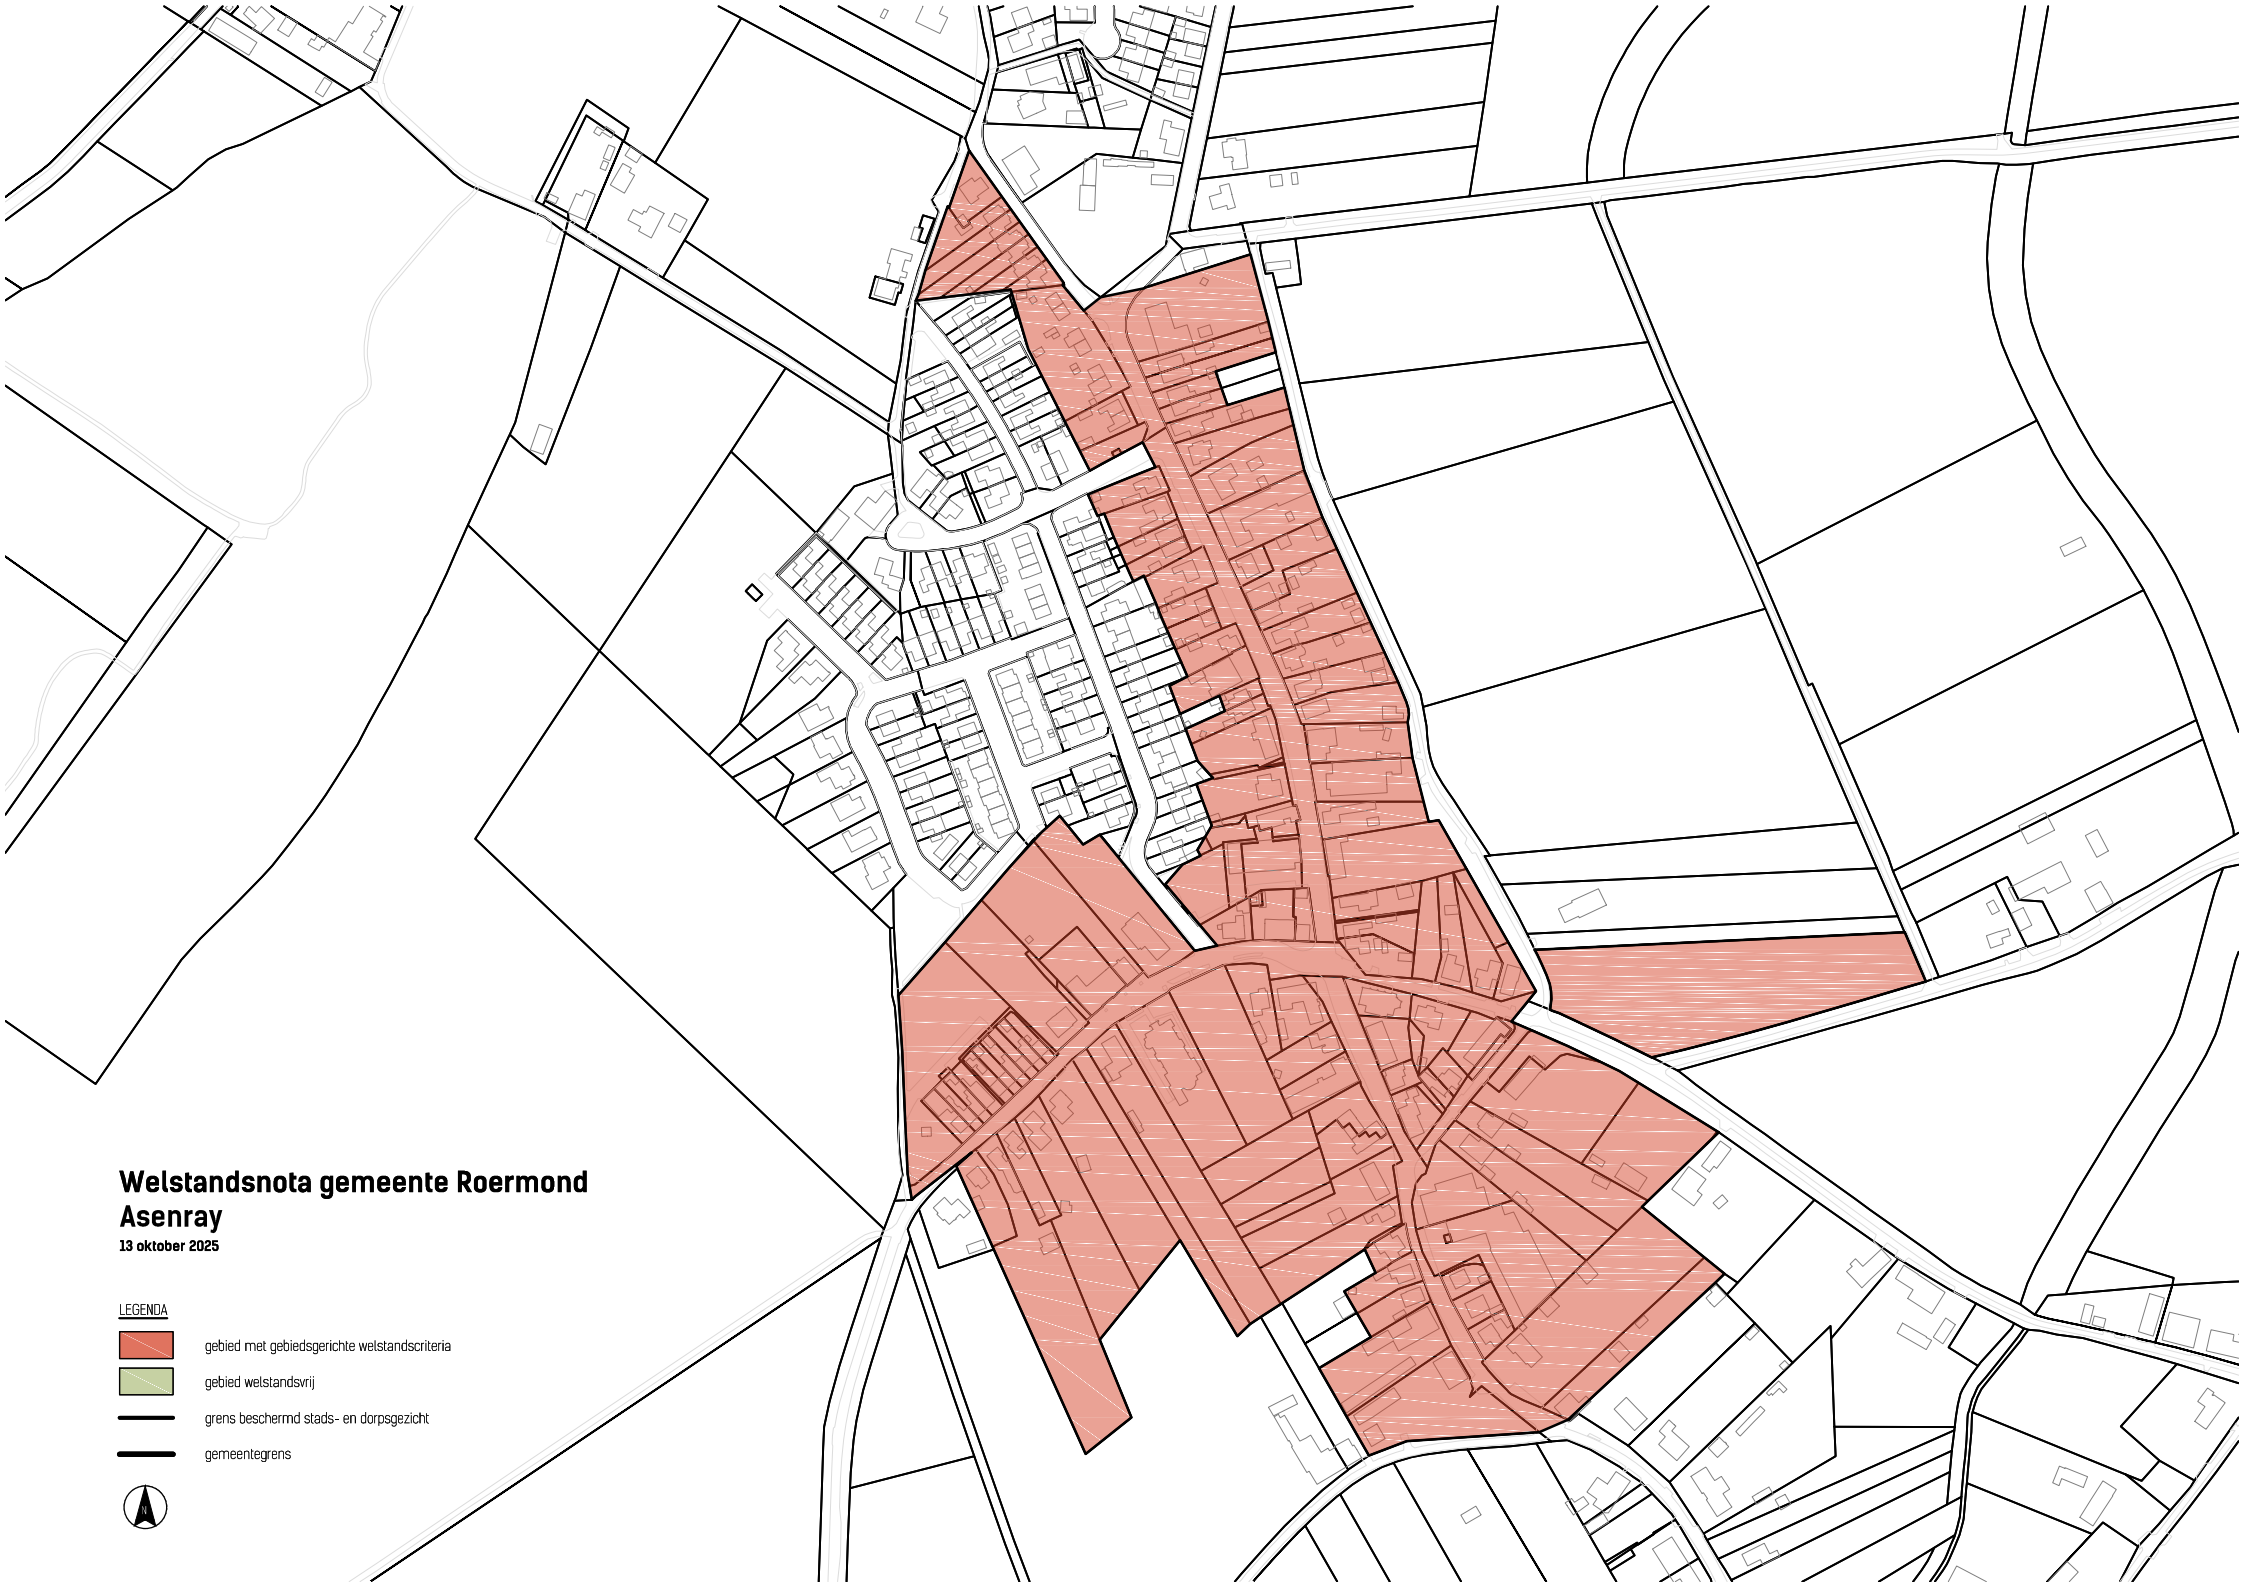 Welstandsnota gemeente Roermond
Asenray
13 oktober 2025
LEGENDA
gebied met gebiedsgerichte welstandscriteria
gebied welstandsvrij
grens beschermd stads- en dorpsgezicht
gemeentegrens
N